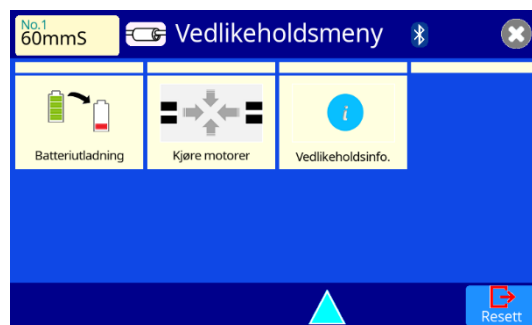 No.1
60mmS
Vedlikeholdsmeny
Batteriutladning
Kjøre motorer
Vedlikeholdsinfo.
Resett